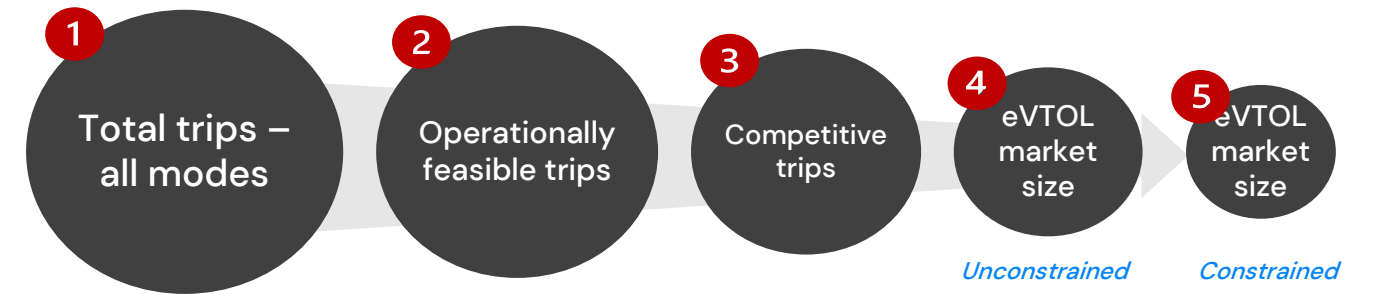 1
Total trips –
all modes
2
Operationally
feasible trips
3
Competitive
trips
4
eVTOL
market
size
Unconstrained
5
eVTOL
market
size
Constrained